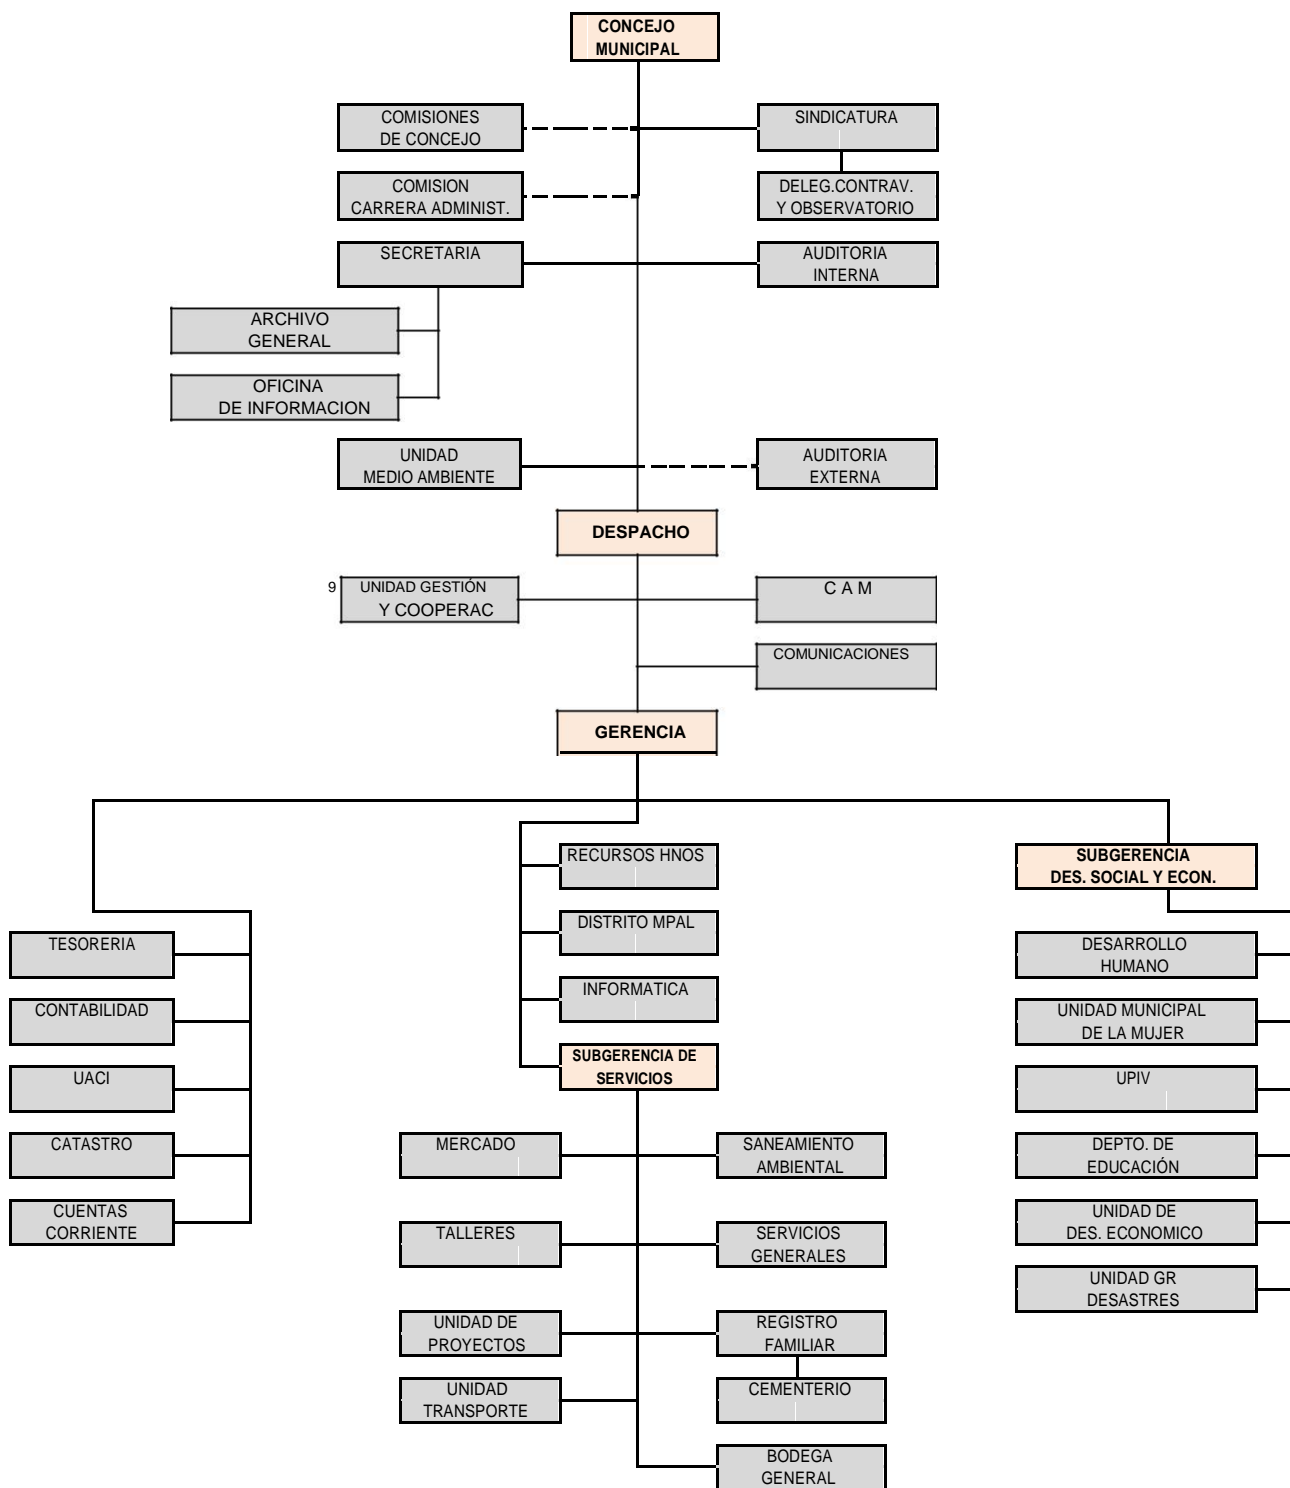 CONCEJO
MUNICIPAL
COMISIONES
DE CONCEJO
SINDICATURA
COMISION
CARRERA ADMINIST.
DELEG.CONTRAV.
Y OBSERVATORIO
SECRETARIA
AUDITORIA
INTERNA
ARCHIVO
GENERAL
OFICINA
DE INFORMACION
UNIDAD
MEDIO AMBIENTE
AUDITORIA
EXTERNA
DESPACHO
9
UNIDAD GESTIÓN
Y COOPERAC
C A M
COMUNICACIONES
GERENCIA
RECURSOS HNOS
DISTRITO MPAL
INFORMATICA
SUBGERENCIA DE
SERVICIOS
SUBGERENCIA
DES. SOCIAL Y ECON.
TESORERIA
CONTABILIDAD
UACI
CATASTRO
CUENTAS
CORRIENTE
DESARROLLO
HUMANO
UNIDAD MUNICIPAL
DE LA MUJER
UPIV
DEPTO. DE
EDUCACIÓN
UNIDAD DE
DES. ECONOMICO
UNIDAD GR
DESASTRES
MERCADO
SANEAMIENTO
AMBIENTAL
TALLERES
SERVICIOS
GENERALES
UNIDAD DE
PROYECTOS
REGISTRO
FAMILIAR
UNIDAD
TRANSPORTE
CEMENTERIO
BODEGA
GENERAL